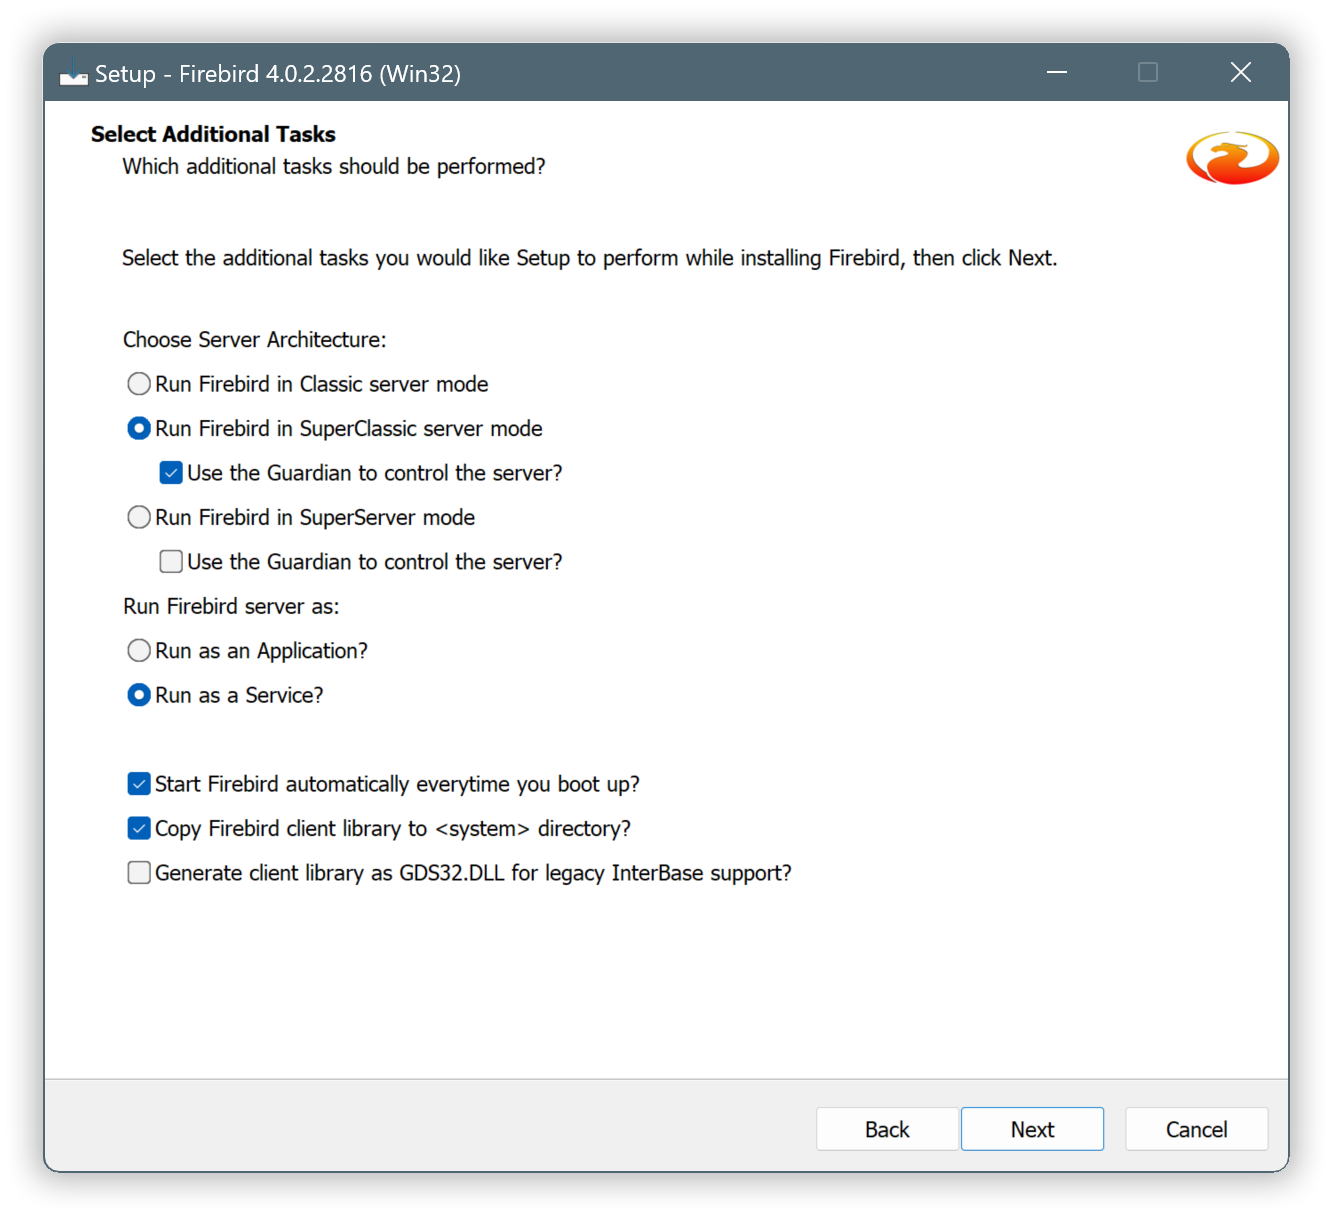 Setup - Firebird 4.0.2.2816 (Win32)
Select Additional Tasks
Which additional tasks should be performed?
Select the additional tasks you would like Setup to perform while installing Firebird, then click Next.
Choose Server Architecture:
Run Firebird in Classic server mode
Run Firebird in SuperClassic server mode
Use the Guardian to control the server?
Run Firebird in SuperServer mode
Use the Guardian to control the server?
Run Firebird server as:
Run as an Application?
Run as a Service?
Start Firebird automatically everytime you boot up?
Copy Firebird client library to <system> directory?
Generate client library as GDS32.DLL for legacy InterBase support?
Back Next Cancel